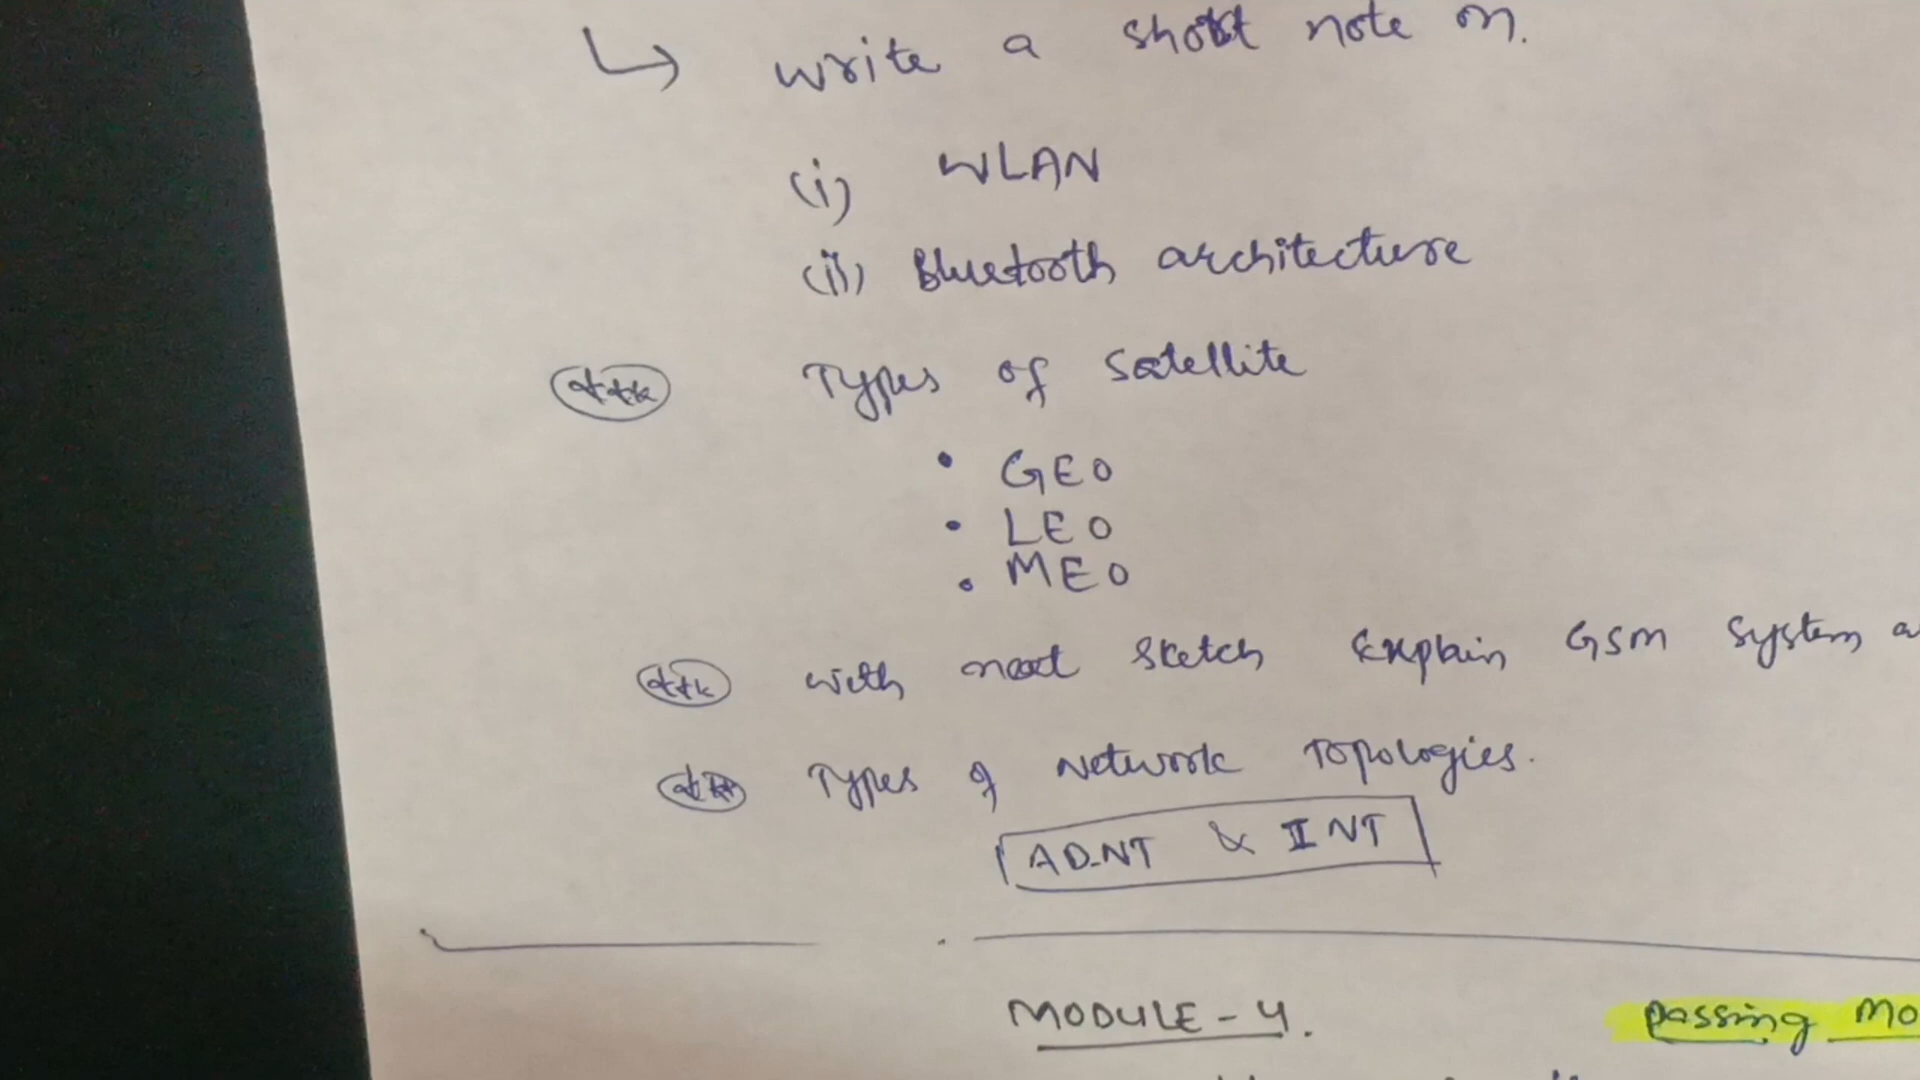 ↳ write a short note on.
(i) WLAN
(ii) Bluetooth architecture
*** Types of Satellite
• GEO
• LEO
• MEO
*** with neat sketch Explain GSM System
*** Types of Network Topologies.
AD-NT & INT
MODULE-4. Passing